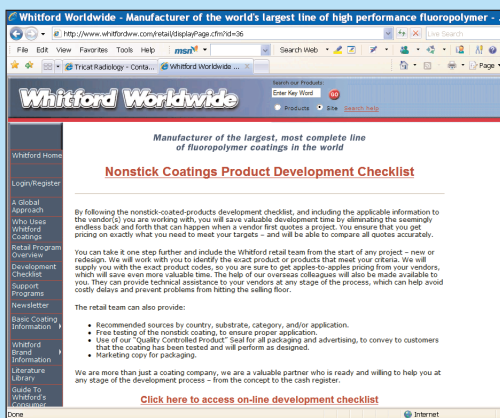 Whitford Worldwide - Manufacturer of the world's largest line of high performance fluoropolymer -
http://www.whitfordww.com/retail/displayPage.cfm?id=36
Live Search
File Edit View Favorites Tools Help msn Search Web
Tricat Radiology - Conta... Whitford Worldwide ... Page
Whitford Worldwide
Search our Products:
Enter Key Word GO
Products Site Search help
Manufacturer of the largest, most complete line
of fluoropolymer coatings in the world
Nonstick Coatings Product Development Checklist
Whitford Home
Login/Register
A Global
Approach
Who Uses
Whitford
Coatings
Retail Program
Overview
Development
Checklist
Support
Programs
Newsletter
Basic Coating
Information
Whitford
Brand
Information
Literature
Library
Guide To
Whitford's
Consumer
By following the nonstick-coated-products development checklist, and including the applicable information to
the vendor(s) you are working with, you will save valuable development time by eliminating the seemingly
endless back and forth that can happen when a vendor first quotes a project. You ensure that you get
pricing on exactly what you need to meet your targets – and will be able to compare all quotes accurately.
You can take it one step further and include the Whitford retail team from the start of any project – new or
redesign. We will work with you to identify the exact product or products that meet your criteria. We will
supply you with the exact product codes, so you are sure to get apples-to-apples pricing from your vendors,
which will save even more valuable time. The help of our overseas colleagues will also be made available to
you. They can provide technical assistance to your vendors at any stage of the process, which can help avoid
costly delays and prevent problems from hitting the selling floor.
The retail team can also provide:
• Recommended sources by country, substrate, category, and/or application.
• Free testing of the nonstick coating, to ensure proper application.
• Use of our "Quality Controlled Product" Seal for all packaging and advertising, to convey to customers
that the coating has been tested and will perform as designed.
• Marketing copy for packaging.
We are more than just a coating company, we are a valuable partner who is ready and willing to help you at
any stage of the development process – from the concept to the cash register.
Click here to access on-line development checklist
Done Internet